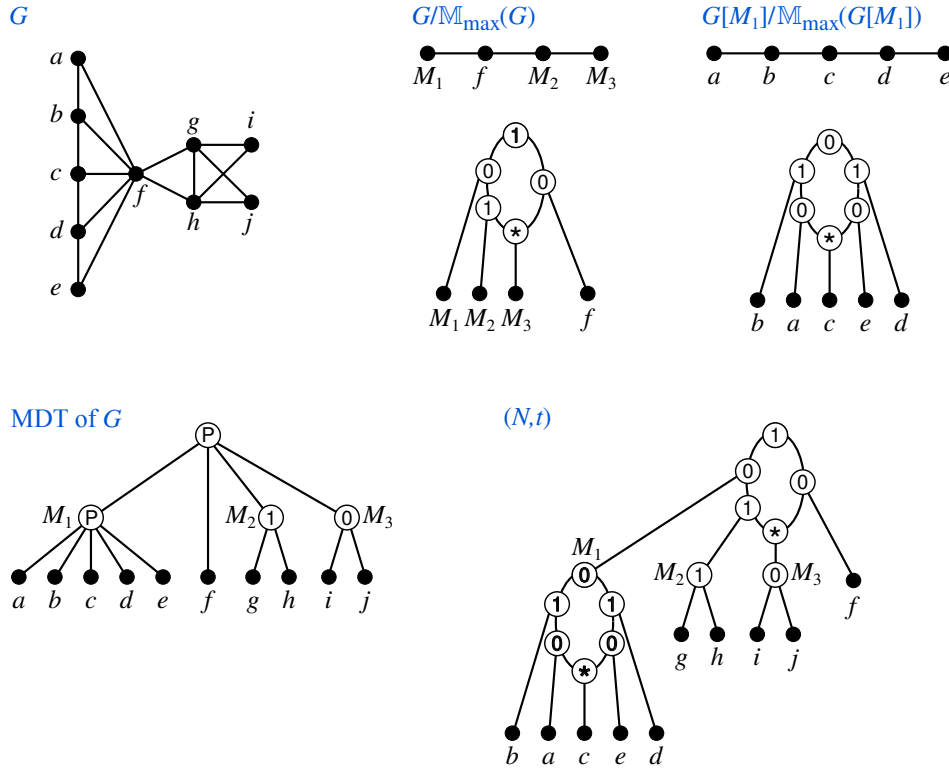 G
G/𝕄max(G)
G[M1]/𝕄max(G[M1])
M1 f M2 M3
a b c d e
a
b
c
d
e
f
g
h
i
j
1
0
0
1
*
M1 M2 M3 f
0
1
1
0
0
*
b a c e d
MDT of G
P
M1 P
M2 1
0 M3
a b c d e f g h i j
(N,t)
1
0
0
1
*
M1
0
1
1
0
0
*
M2 1
0 M3
f
g h i j
b a c e d